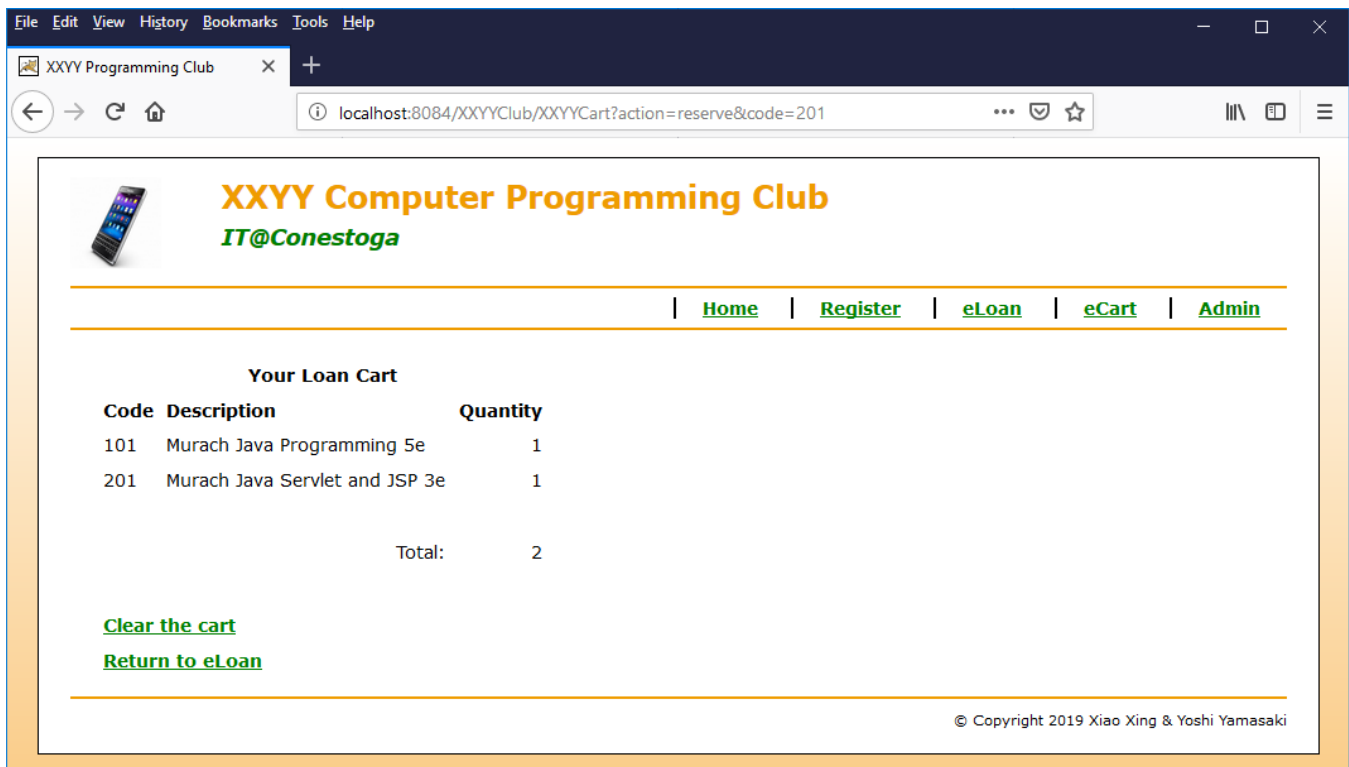 File Edit View History Bookmarks Tools Help
XXYY Programming Club
localhost:8084/XXYYClub/XXYYCart?action=reserve&code=201
XXYY Computer Programming Club
IT@Conestoga
Home | Register | eLoan | eCart | Admin
Your Loan Cart
Code Description Quantity
101 Murach Java Programming 5e 1
201 Murach Java Servlet and JSP 3e 1
Total: 2
Clear the cart
Return to eLoan
© Copyright 2019 Xiao Xing & Yoshi Yamasaki